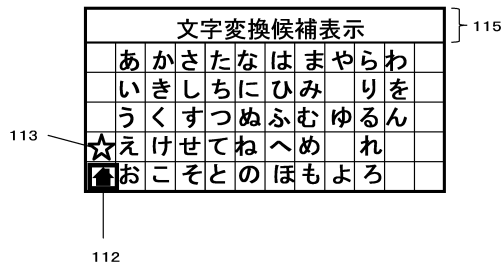 文字変換候補表示
115
あかさたなはまやらわ
いきしちにひみ りを
うくすつぬふむゆるん
113
☆えけせてねへめ れ
おこそとのほもよろ
112